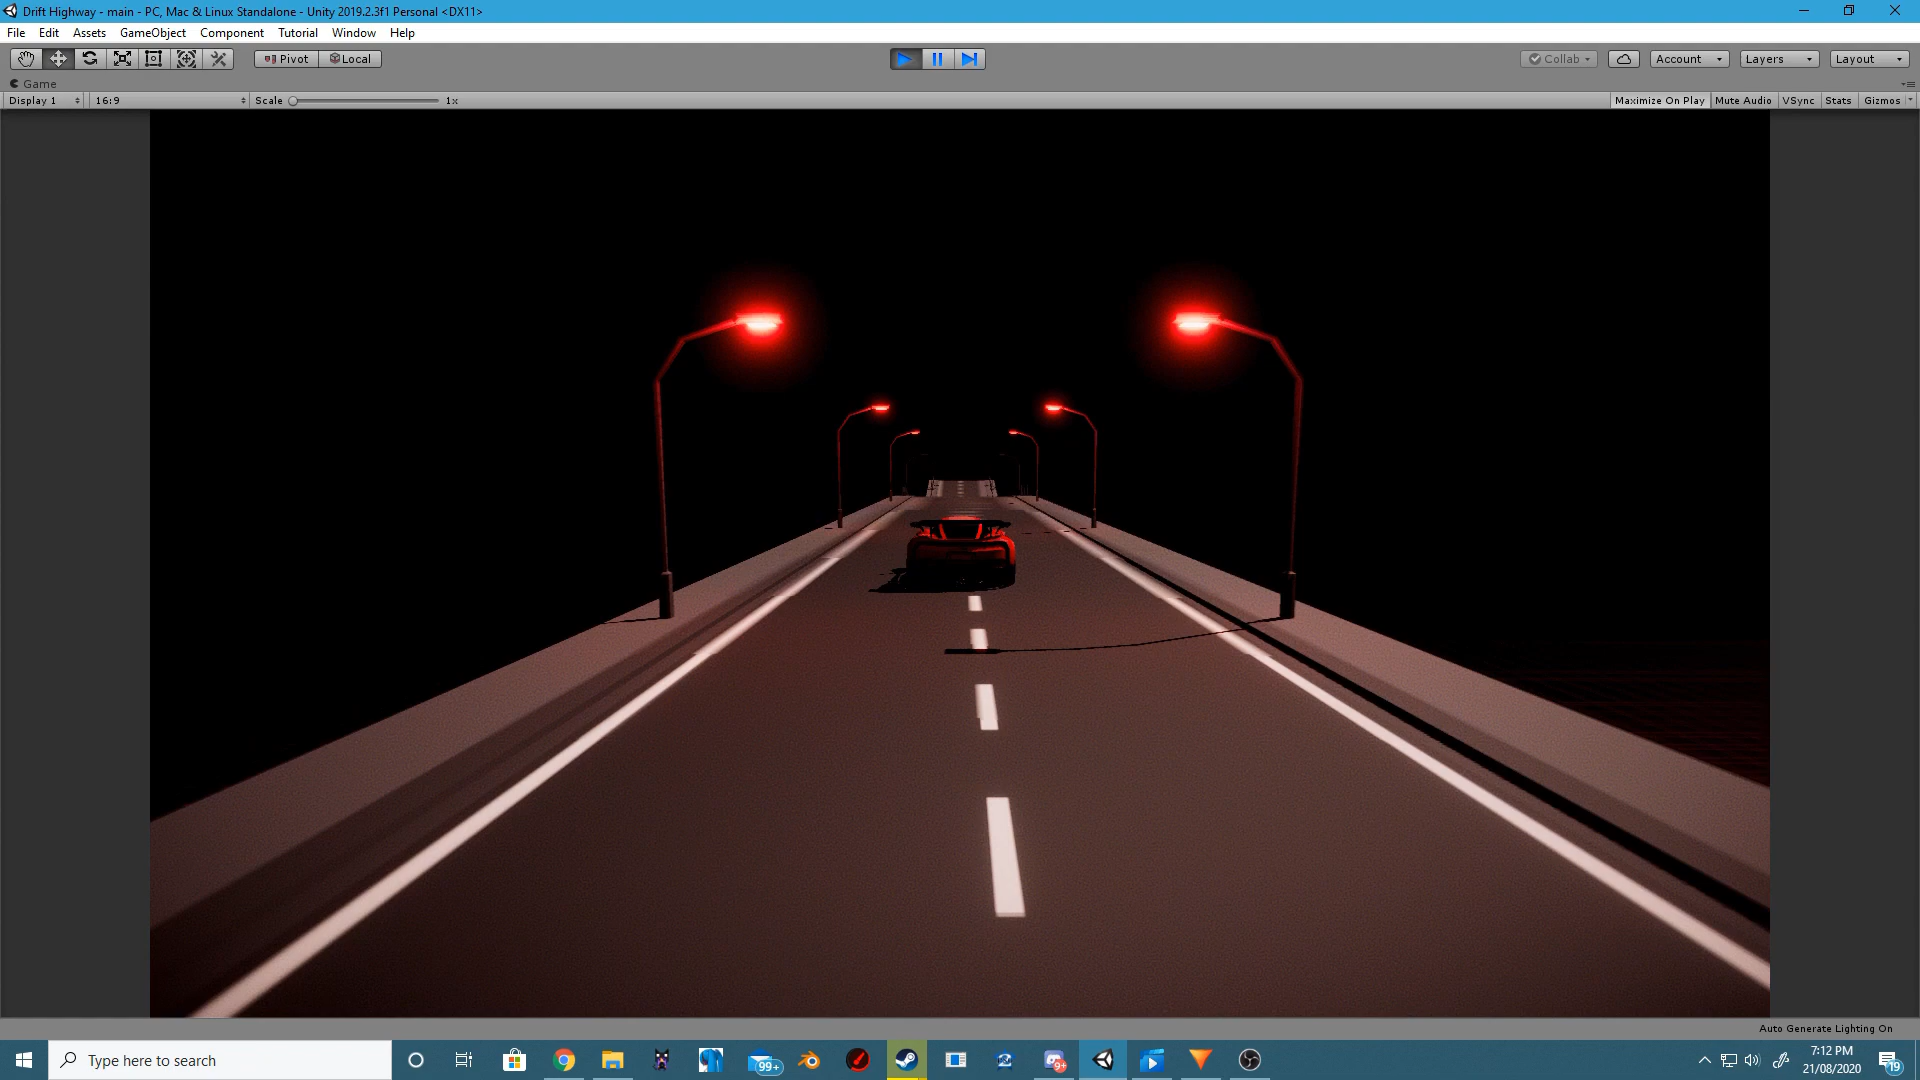 Drift Highway - main - PC, Mac & Linux Standalone - Unity 2019.2.3f1 Personal <DX11>
File Edit Assets GameObject Component Tutorial Window Help
Pivot Local Collab Account Layers Layout
Game
Display 1 16:9 Scale 1x Maximize On Play Mute Audio VSync Stats Gizmos
Auto Generate Lighting On
Type here to search
99+
9+
7:12 PM
21/08/2020
19